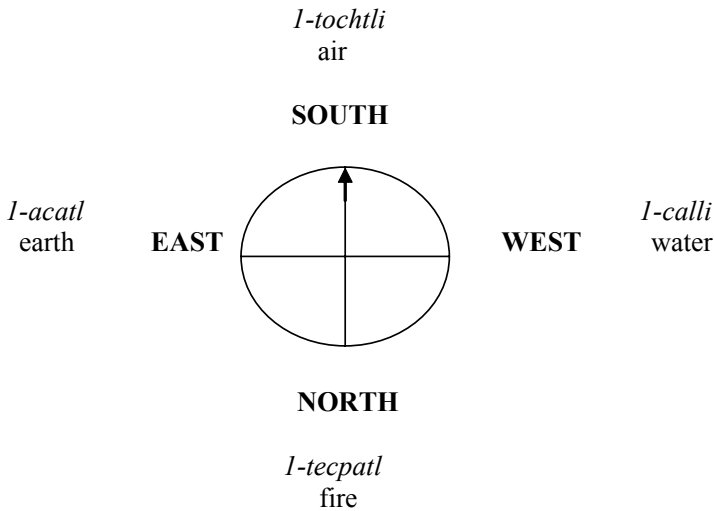 1-tochtli
air
SOUTH
1-acatl
earth
EAST
WEST
1-calli
water
NORTH
1-tecpatl
fire